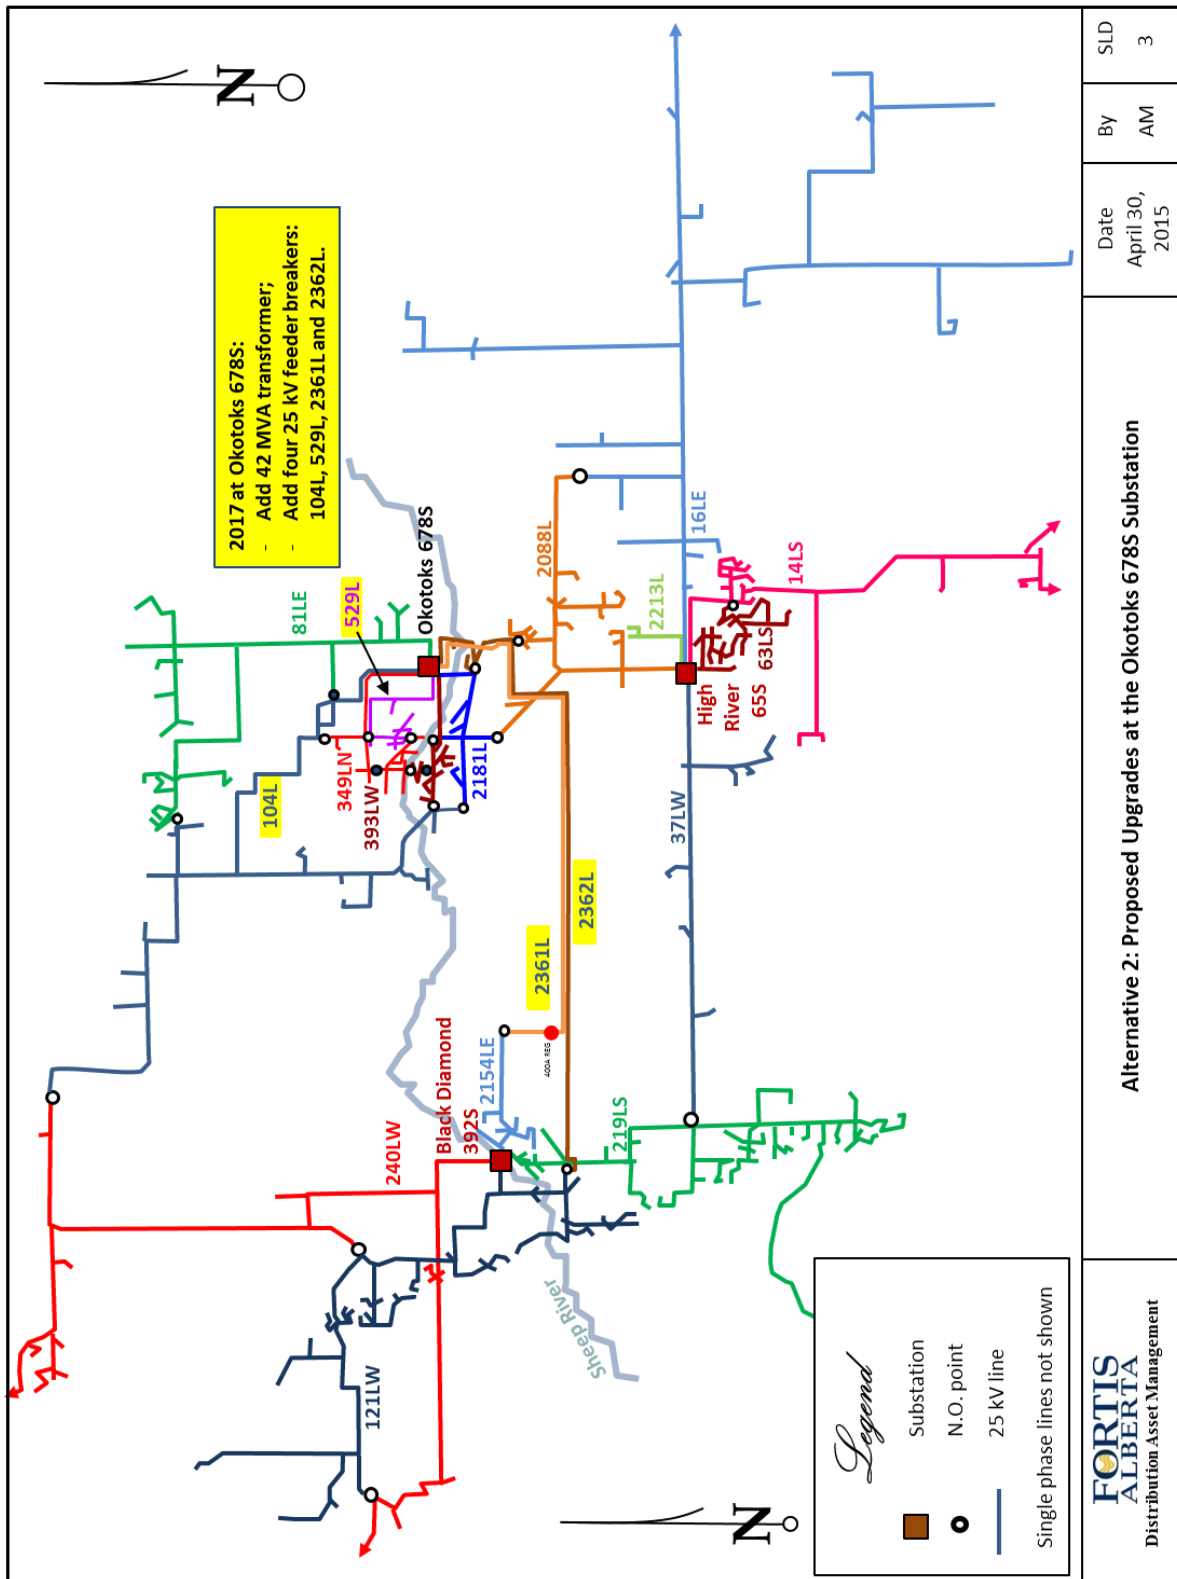 N
2017 at Okotoks 678S:
- Add 42 MVA transformer;
- Add four 25 kV feeder breakers:
104L, 529L, 2361L and 2362L.
81LE
529L
Okotoks 678S
104L
349LN
393LW
2181L
2088L
2213L
16LE
14LS
63LS
High
River
65S
37LW
2361L
2362L
400A REG
2154LE
Black Diamond
392S
219LS
240LW
121LW
Sheep River
N
Legend
Substation
N.O. point
25 kV line
Single phase lines not shown
FORTIS
ALBERTA
Distribution Asset Management
Alternative 2: Proposed Upgrades at the Okotoks 678S Substation
Date
April 30,
2015
By
AM
SLD
3